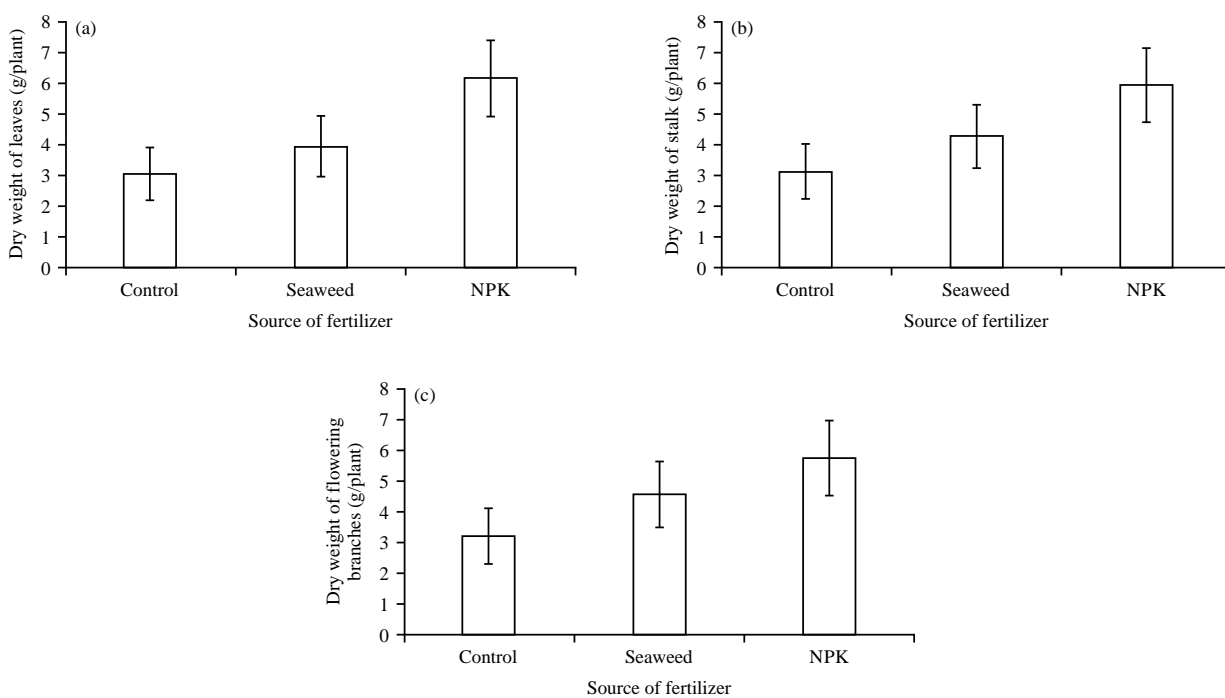 (a)
Dry weight of leaves (g/plant)
8
7
6
5
4
3
2
1
0
Control Seaweed NPK
Source of fertilizer
(b)
Dry weight of stalk (g/plant)
8
7
6
5
4
3
2
1
0
Control Seaweed NPK
Source of fertilizer
(c)
Dry weight of flowering
branches (g/plant)
8
7
6
5
4
3
2
1
0
Control Seaweed NPK
Source of fertilizer